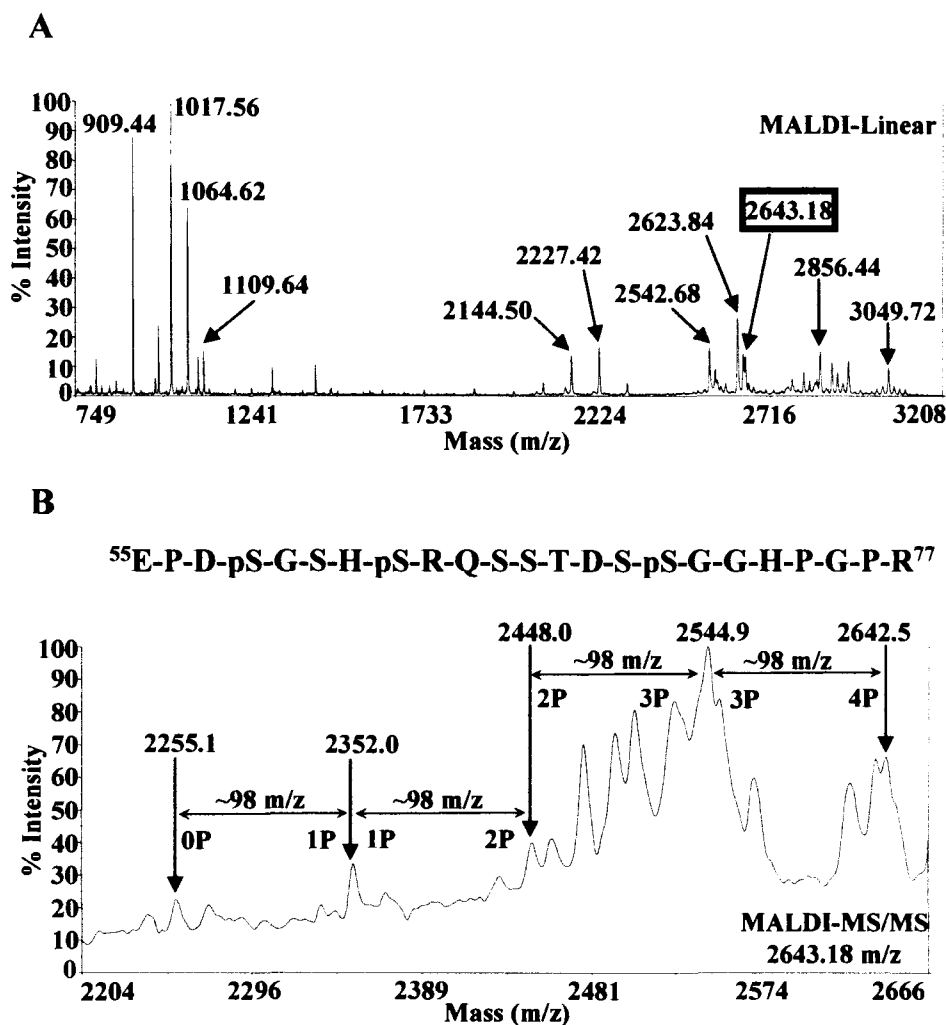 A
MALDI-Linear
% Intensity
100
90
80
70
60
50
40
30
20
10
0
909.44
1017.56
1064.62
1109.64
2144.50
2227.42
2542.68
2623.84
2643.18
2856.44
3049.72
749 1241 1733 2224 2716 3208
Mass (m/z)
B
⁵⁵E-P-D-pS-G-S-H-pS-R-Q-S-S-T-D-S-pS-G-G-H-P-G-P-R⁷⁷
% Intensity
100
90
80
70
60
50
40
30
20
10
0
2255.1
2352.0
2448.0
2544.9
2642.5
~98 m/z
~98 m/z
~98 m/z
~98 m/z
0P
1P
1P
2P
2P
3P
3P
4P
MALDI-MS/MS
2643.18 m/z
2204 2296 2389 2481 2574 2666
Mass (m/z)